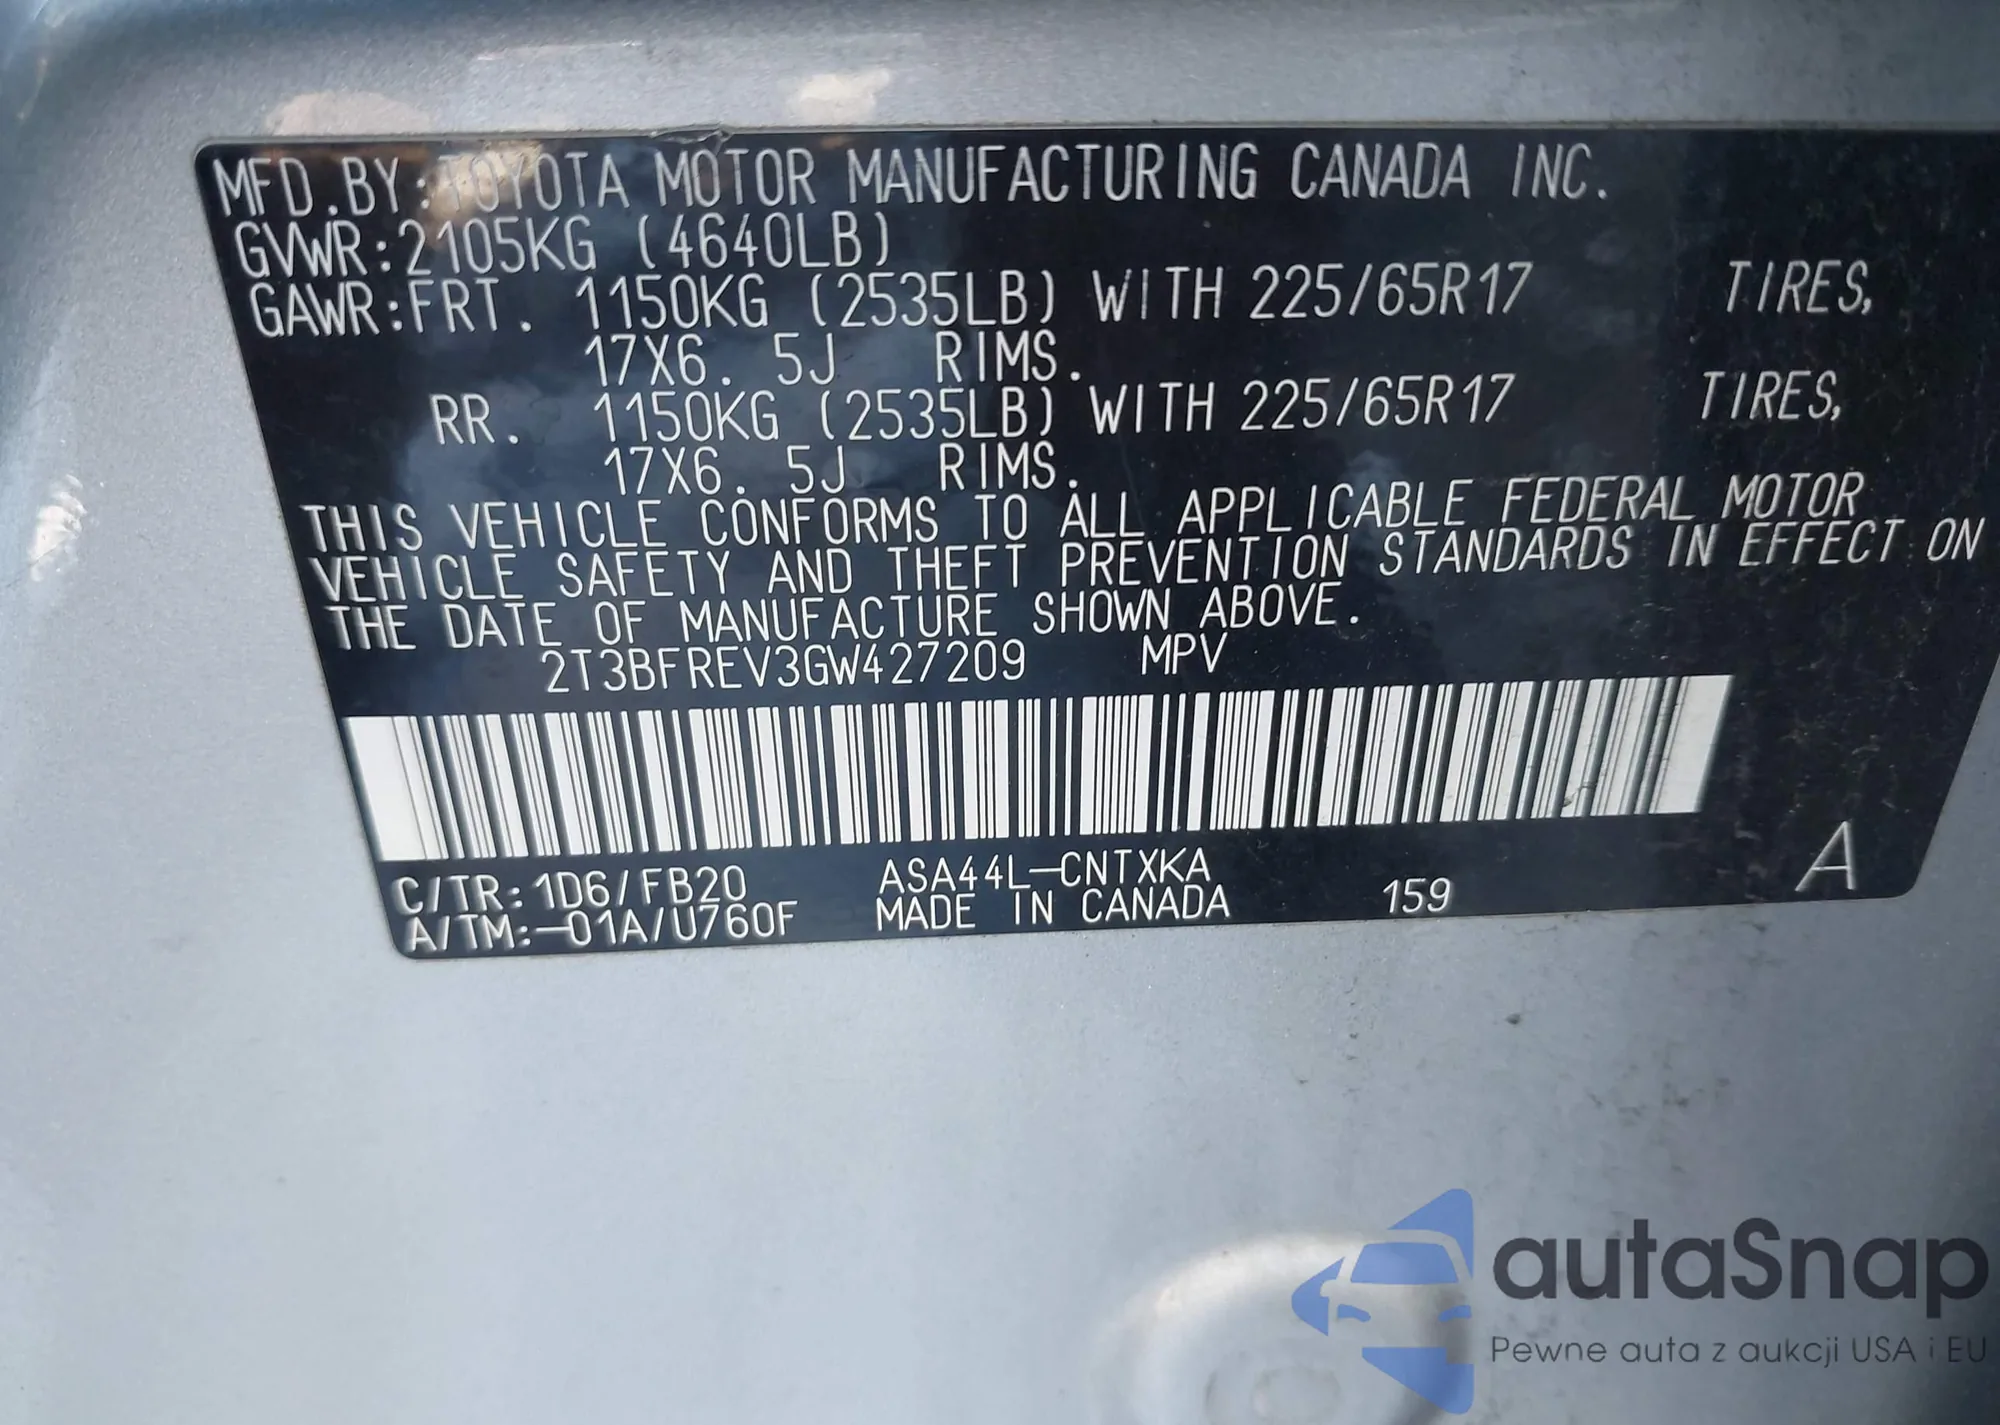 MFD.BY:TOYOTA MOTOR MANUFACTURING CANADA INC.
GVWR:2105KG (4640LB)
GAWR:FRT. 1150KG (2535LB) WITH 225/65R17 TIRES,
17X6. 5J RIMS.
RR. 1150KG (2535LB) WITH 225/65R17 TIRES,
17X6. 5J RIMS.
THIS VEHICLE CONFORMS TO ALL APPLICABLE FEDERAL MOTOR
VEHICLE SAFETY AND THEFT PREVENTION STANDARDS IN EFFECT ON
THE DATE OF MANUFACTURE SHOWN ABOVE.
2T3BFREV3GW427209 MPV
C/TR:1D6/FB20 ASA44L-CNTXKA
A/TM:-01A/U760F MADE IN CANADA 159 A
autaSnap
Pewne auta z aukcji USA i EU